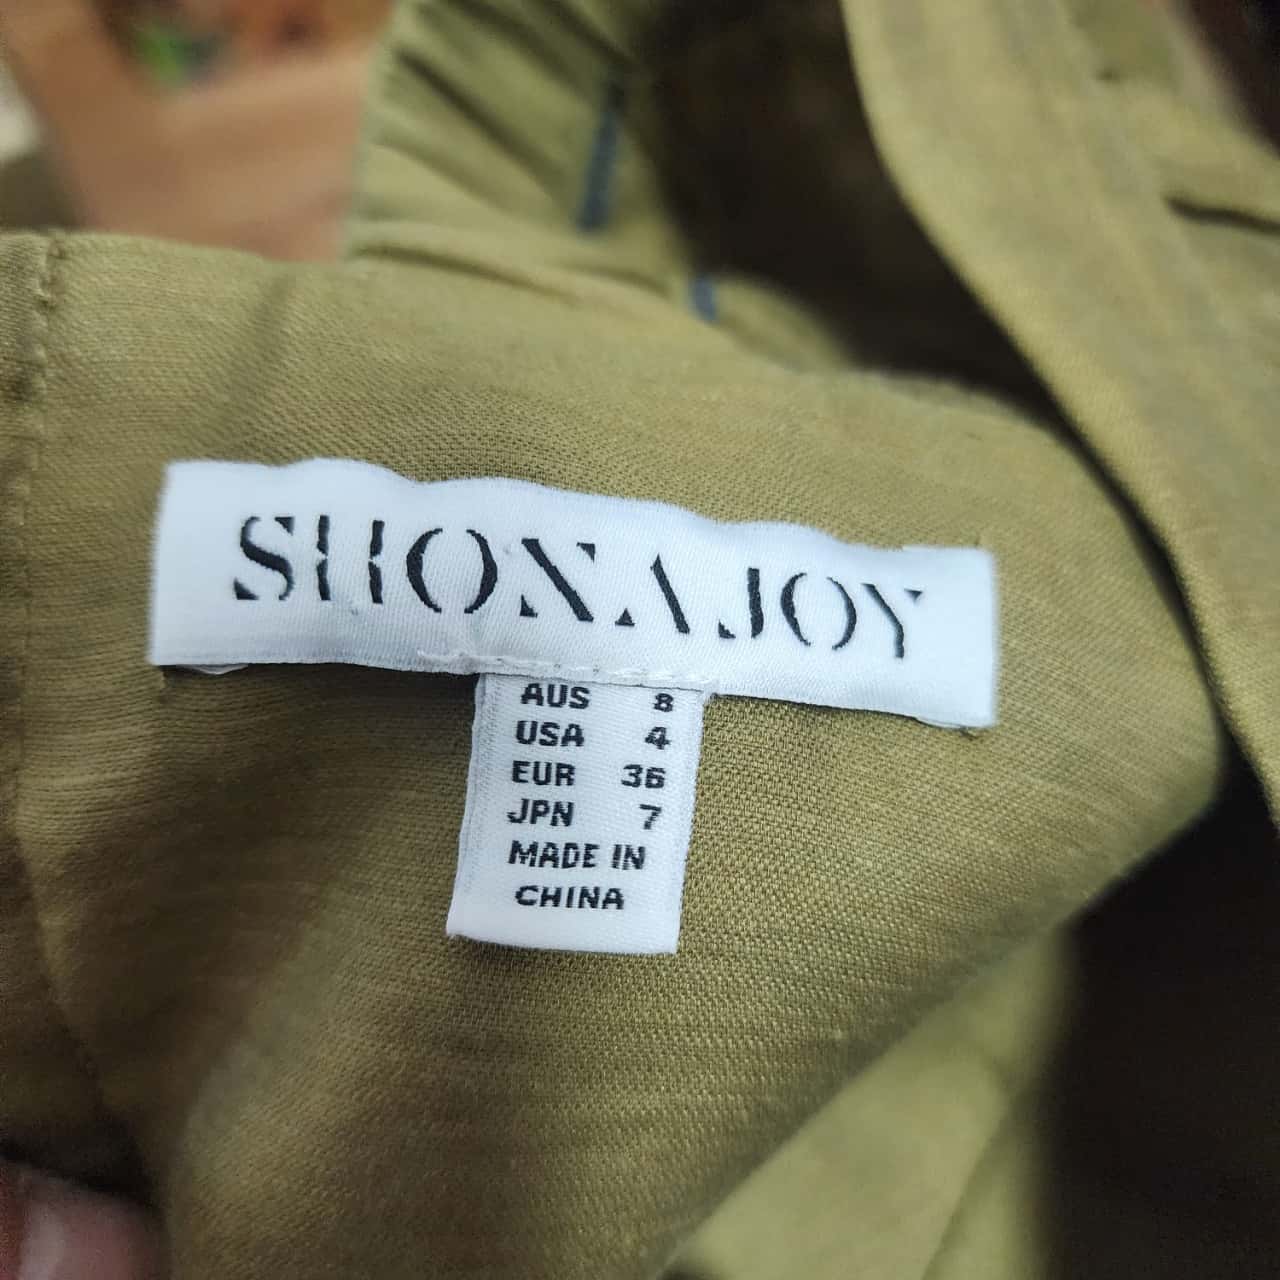 SHONA JOY
AUS 8
USA 4
EUR 36
JPN 7
MADE IN
CHINA